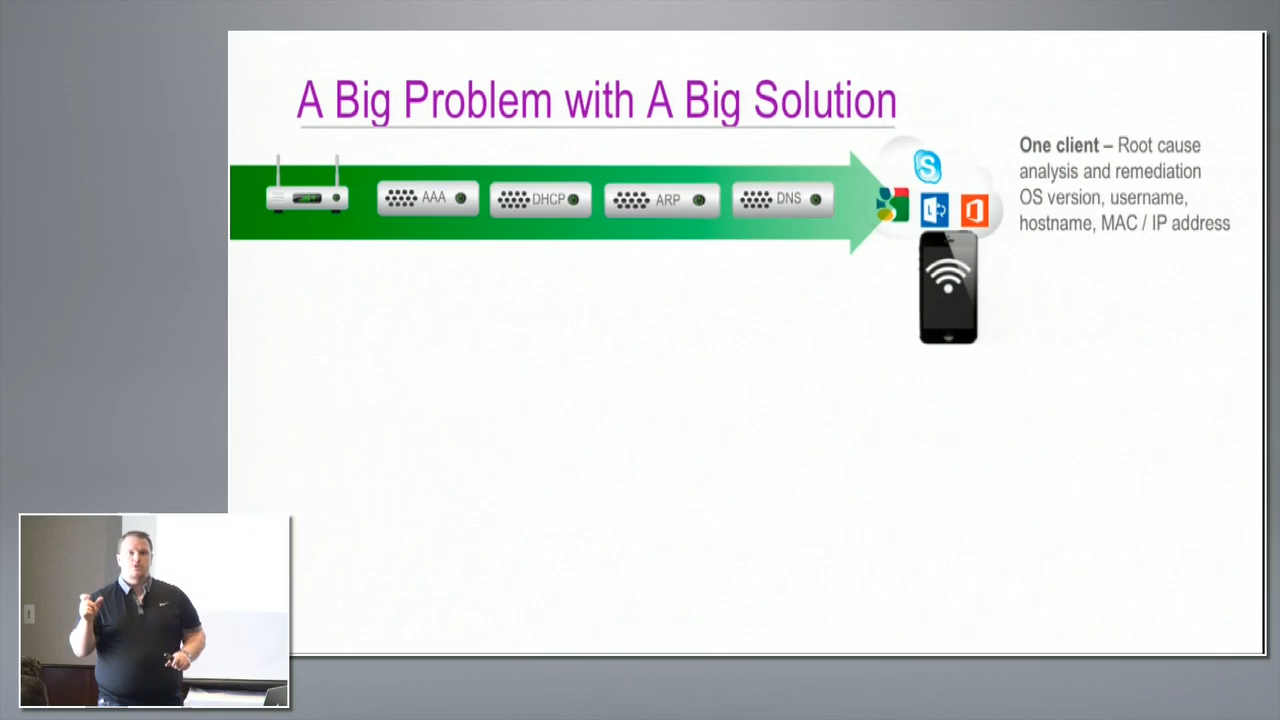 A Big Problem with A Big Solution
AAA
DHCP
ARP
DNS
S
One client – Root cause
analysis and remediation
OS version, username,
hostname, MAC / IP address